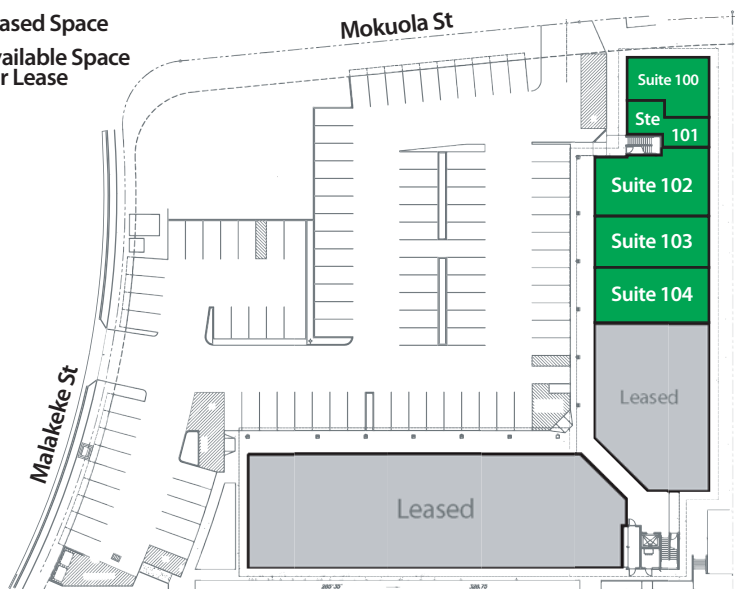 ased Space
vailable Space
r Lease
Mokuola St
Malakeke St
Suite 100
Ste
101
Suite 102
Suite 103
Suite 104
Leased
Leased